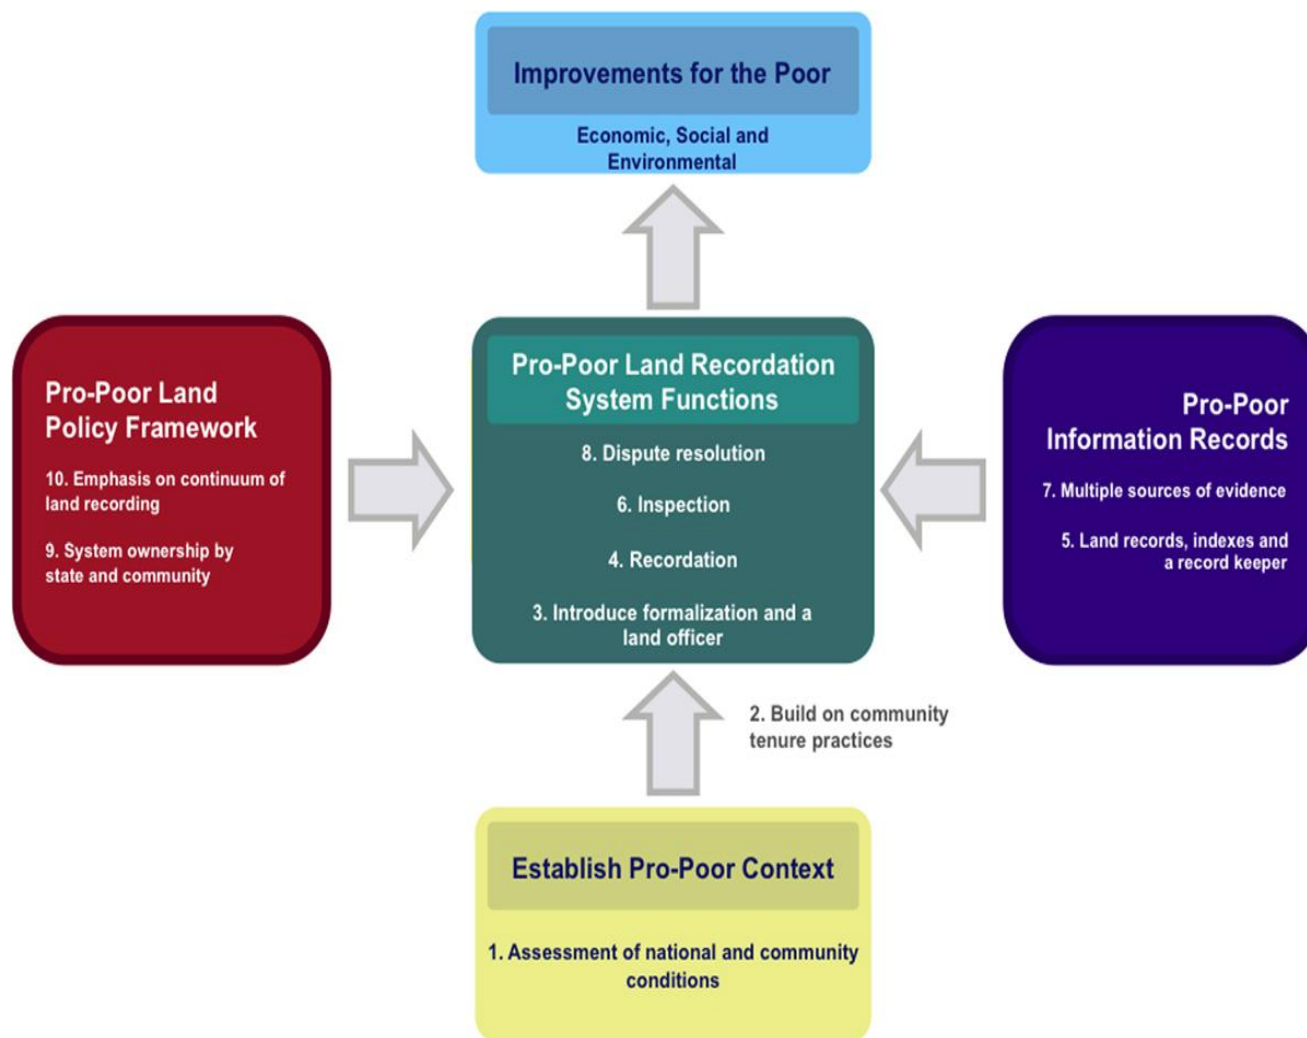 Improvements for the Poor
Economic, Social and
Environmental
Pro-Poor Land
Policy Framework
10. Emphasis on continuum of
land recording
9. System ownership by
state and community
Pro-Poor Land Recordation
System Functions
8. Dispute resolution
6. Inspection
4. Recordation
3. Introduce formalization and a
land officer
Pro-Poor
Information Records
7. Multiple sources of evidence
5. Land records, indexes and
a record keeper
2. Build on community
tenure practices
Establish Pro-Poor Context
1. Assessment of national and community
conditions